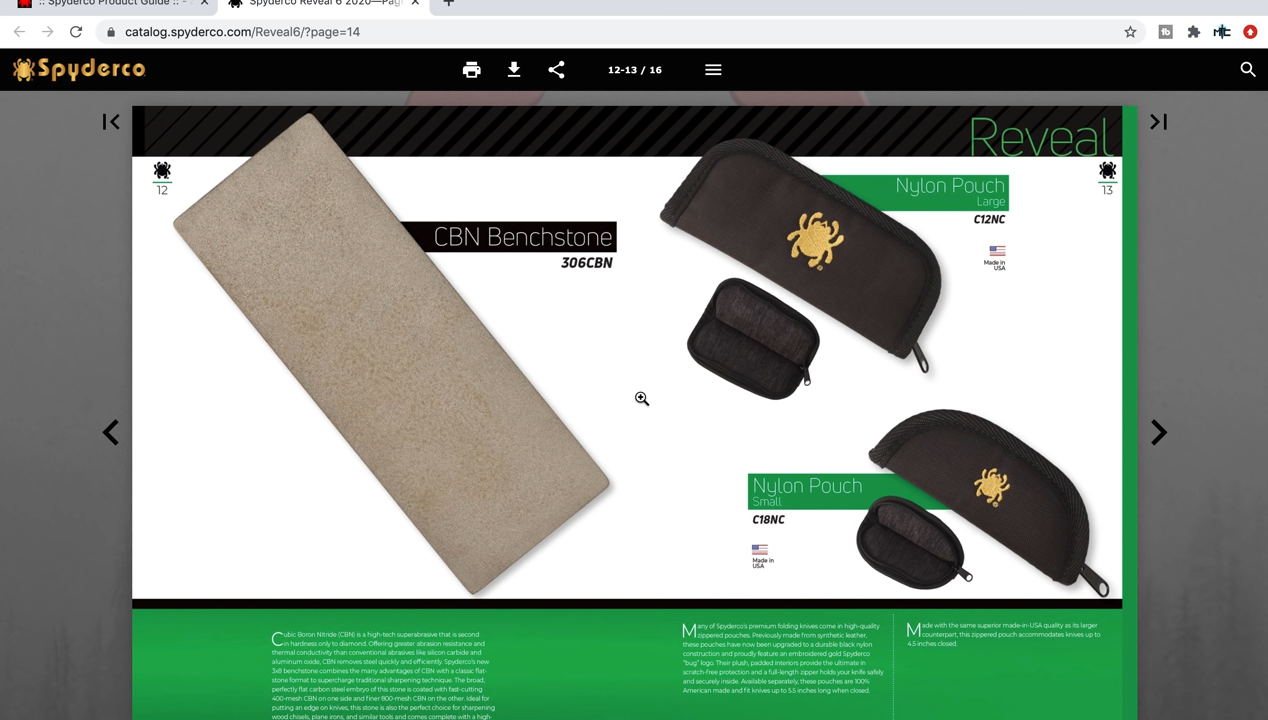 :: Spyderco Product Guide :: -
Spyderco Reveal 6 2020—Pag
catalog.spyderco.com/Reveal6/?page=14
Spyderco
12-13 / 16
Reveal
12
13
CBN Benchstone
306CBN
Nylon Pouch
Large
C12NC
Made in
USA
Nylon Pouch
Small
C18NC
Made in
USA
Cubic Boron Nitride (CBN) is a high-tech superabrasive that is second
in hardness only to diamond. Offering greater abrasion resistance and
thermal conductivity than conventional abrasives like silicon carbide and
aluminum oxide, CBN removes steel quickly and efficiently. Spyderco's new
3x8 benchstone combines the many advantages of CBN with a classic flat-
stone format to supercharge traditional sharpening technique. The broad,
perfectly flat carbon steel embryo of this stone is coated with fast-cutting
400-mesh CBN on one side and finer 800-mesh CBN on the other. Ideal for
putting an edge on knives, this stone is also the perfect choice for sharpening
wood chisels, plane irons, and similar tools and comes complete with a high-
Many of Spyderco's premium folding knives come in high-quality
zippered pouches. Previously made from synthetic leather,
these pouches have now been upgraded to a durable black nylon
construction and proudly feature an embroidered gold Spyderco
"bug" logo. Their plush, padded interiors provide the ultimate in
scratch-free protection and a full-length zipper holds your knife safely
and securely inside. Available separately, these pouches are 100%
American made and fit knives up to 5.5 inches long when closed.
Made with the same superior made-in-USA quality as its larger
counterpart, this zippered pouch accommodates knives up to
4.5 inches closed.